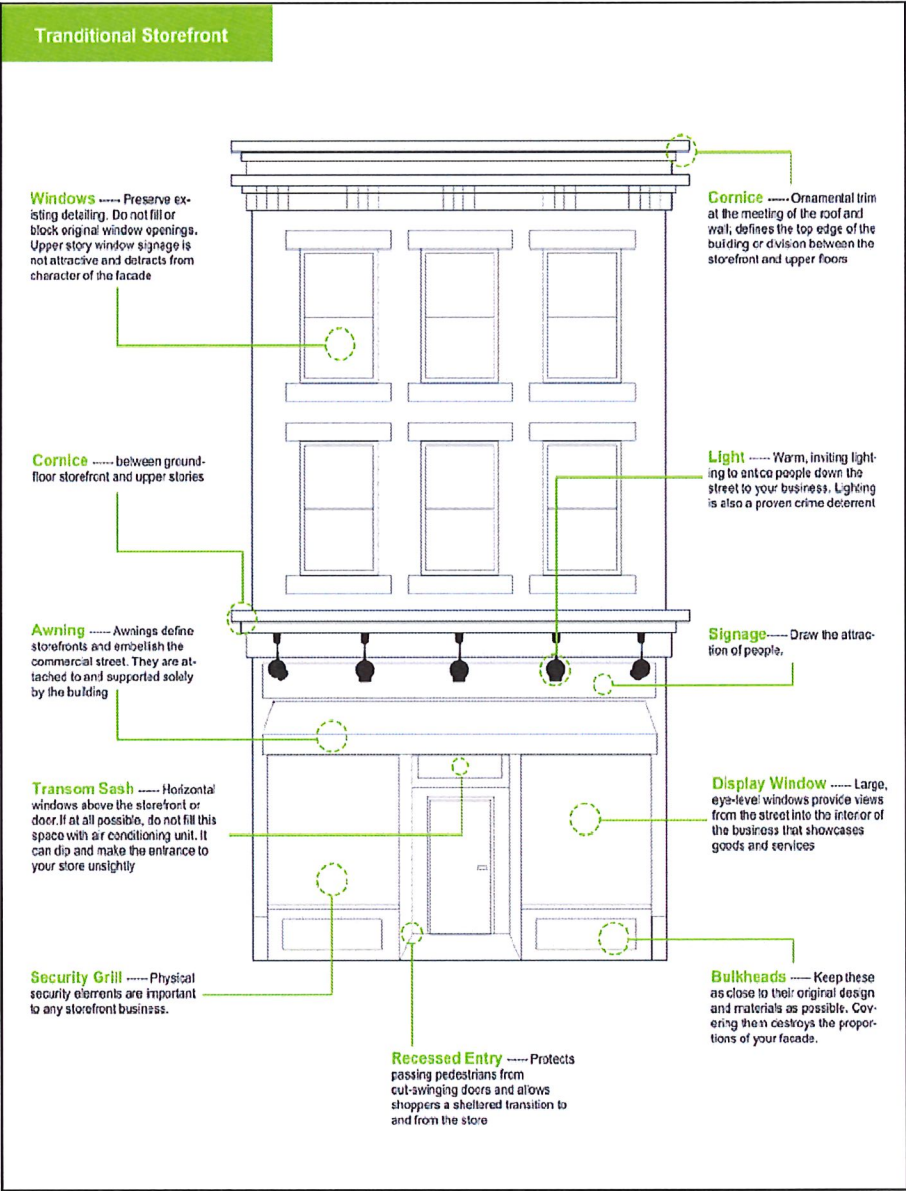 Tranditional Storefront
Windows ----- Preserve ex-
isting detailing. Do not fill or
block original window openings.
Upper story window signage is
not attractive and detracts from
character of the facade
Cornice ----- between ground-
floor storefront and upper stories
Awning ----- Awnings define
storefronts and embellish the
commercial street. They are at-
tached to and supported solely
by the building
Transom Sash ----- Horizontal
windows above the storefront or
door. If at all possible, do not fill this
space with air conditioning unit. It
can dip and make the entrance to
your store unsightly
Security Grill ----- Physical
security elements are important
to any storefront business.
Recessed Entry ----- Protects
passing pedestrians from
out-swinging doors and allows
shoppers a sheltered transition to
and from the store
Cornice ----- Ornamental trim
at the meeting of the roof and
wall; defines the top edge of the
building or division between the
storefront and upper floors
Light ----- Warm, inviting light-
ing to entice people down the
street to your business. Lighting
is also a proven crime deterrent
Signage----- Draw the attrac-
tion of people.
Display Window ----- Large,
eye-level windows provide views
from the street into the interior of
the business that showcases
goods and services
Bulkheads ----- Keep these
as close to their original design
and materials as possible. Cov-
ering them destroys the propor-
tions of your facade.